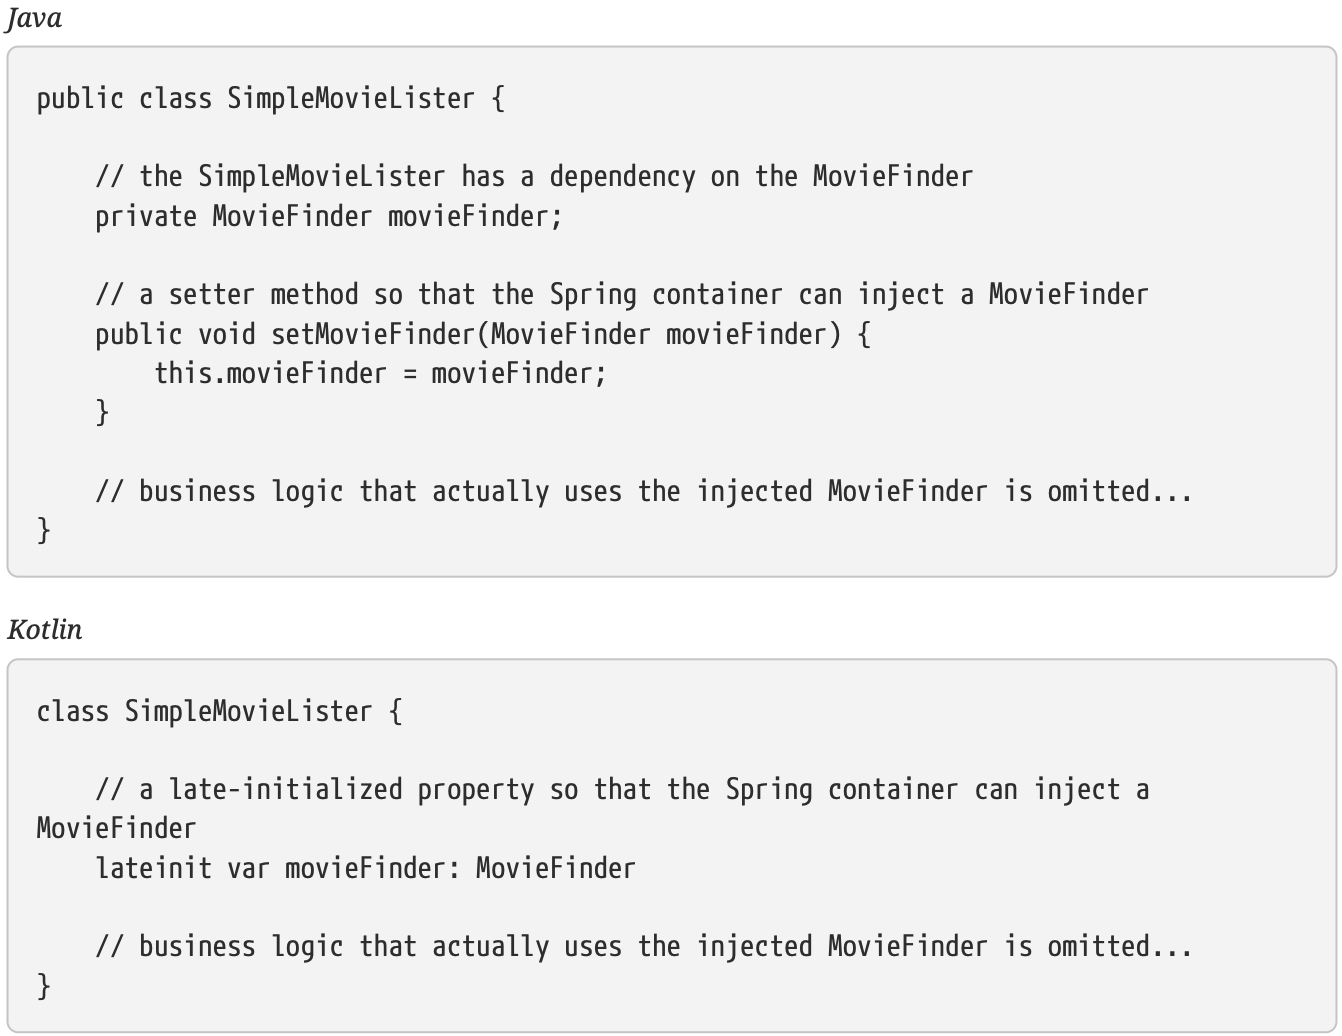 Java
public class SimpleMovieLister {
    // the SimpleMovieLister has a dependency on the MovieFinder
    private MovieFinder movieFinder;
    // a setter method so that the Spring container can inject a MovieFinder
    public void setMovieFinder(MovieFinder movieFinder) {
        this.movieFinder = movieFinder;
    }
    // business logic that actually uses the injected MovieFinder is omitted...
}
Kotlin
class SimpleMovieLister {
    // a late-initialized property so that the Spring container can inject a
MovieFinder
    lateinit var movieFinder: MovieFinder
    // business logic that actually uses the injected MovieFinder is omitted...
}